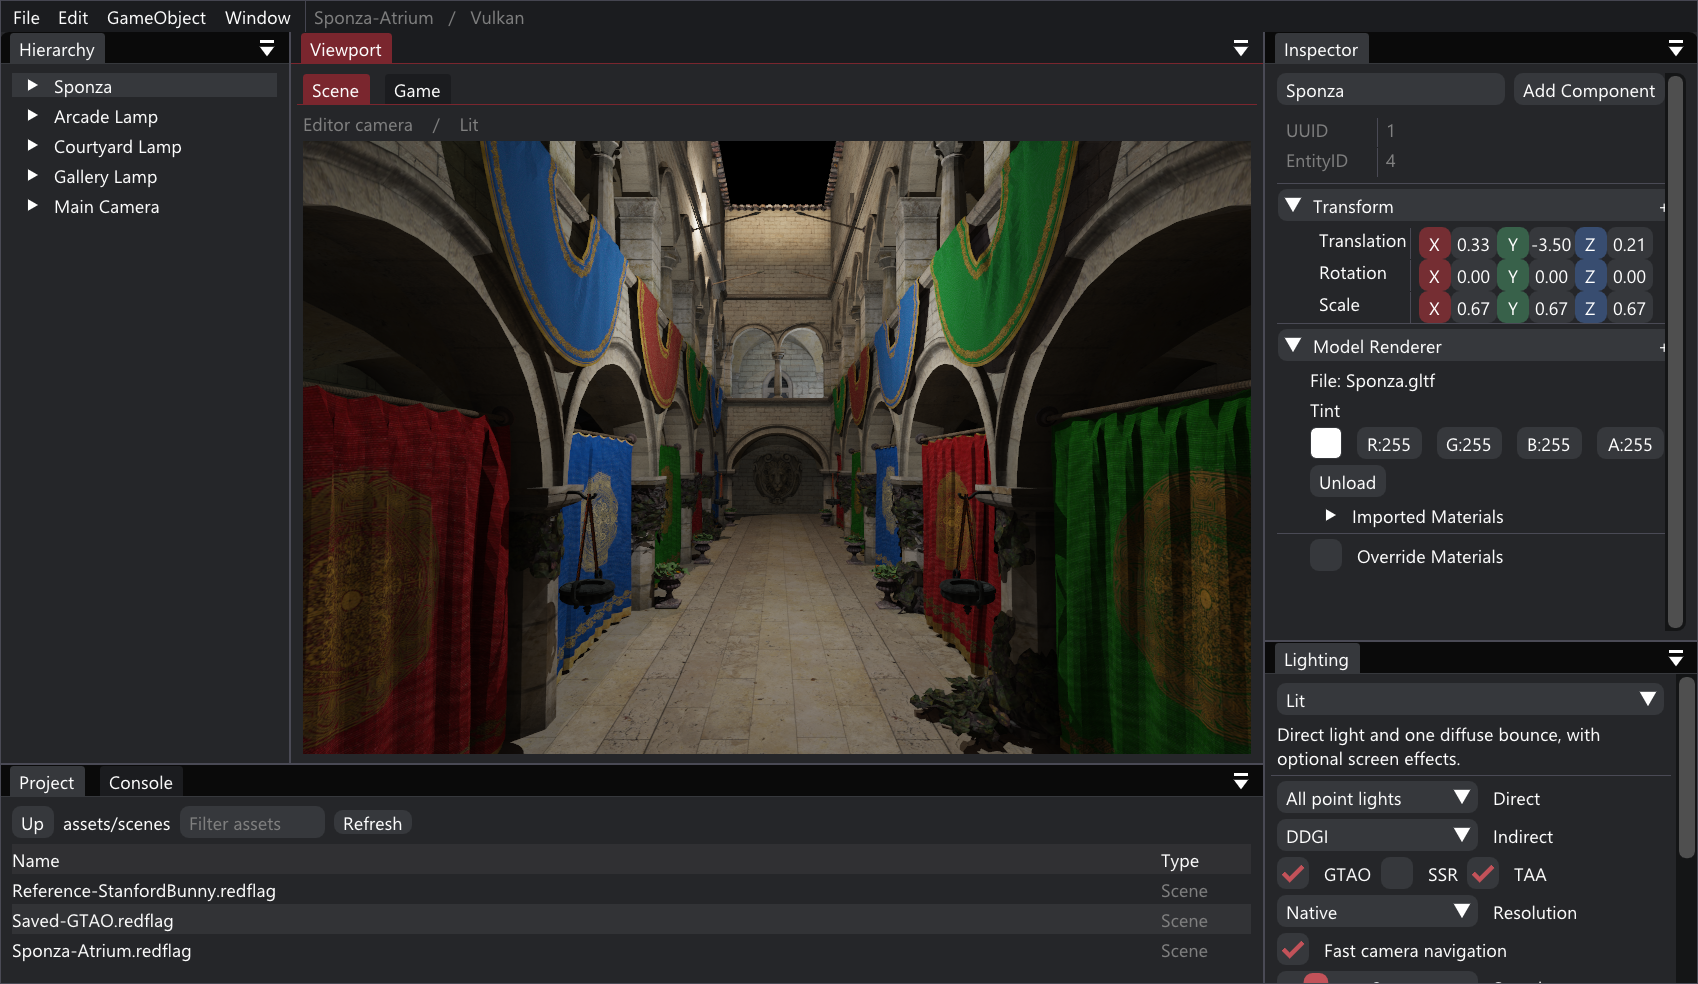 File Edit GameObject Window Sponza-Atrium / Vulkan
Hierarchy
Sponza
Arcade Lamp
Courtyard Lamp
Gallery Lamp
Main Camera
Viewport
Scene Game
Editor camera / Lit
Inspector
Sponza Add Component
UUID 1
EntityID 4
Transform +
Translation X 0.33 Y -3.50 Z 0.21
Rotation X 0.00 Y 0.00 Z 0.00
Scale X 0.67 Y 0.67 Z 0.67
Model Renderer +
File: Sponza.gltf
Tint
R:255 G:255 B:255 A:255
Unload
Imported Materials
Override Materials
Lighting
Lit
Direct light and one diffuse bounce, with
optional screen effects.
All point lights Direct
DDGI Indirect
GTAO SSR TAA
Native Resolution
Fast camera navigation
Project Console
Up assets/scenes Filter assets Refresh
Name Type
Reference-StanfordBunny.redflag Scene
Saved-GTAO.redflag Scene
Sponza-Atrium.redflag Scene